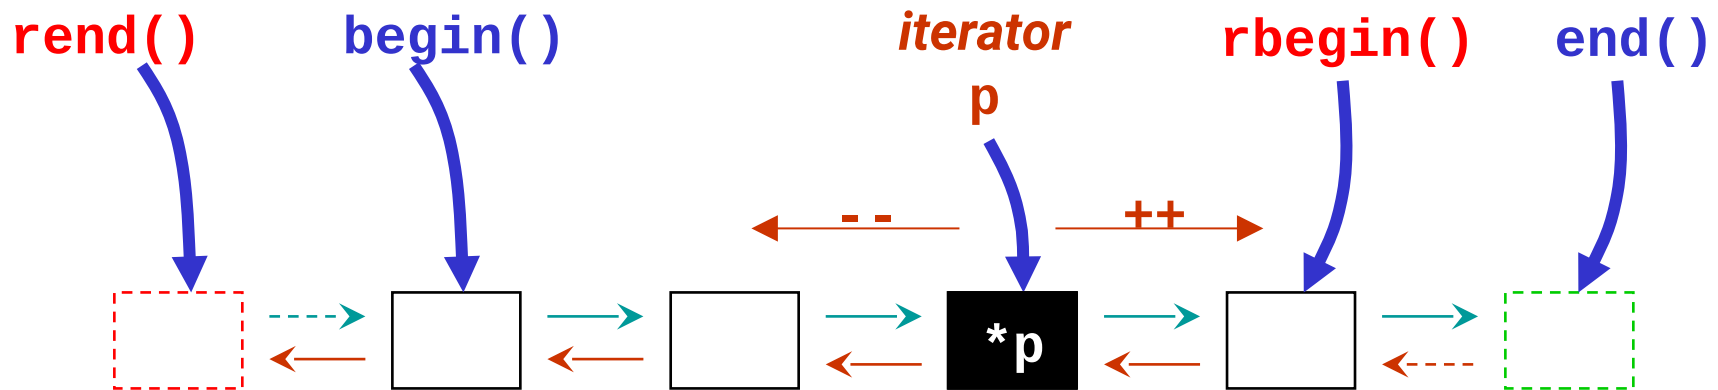 rend() begin() iterator rbegin() end()
p
-- ++
*p